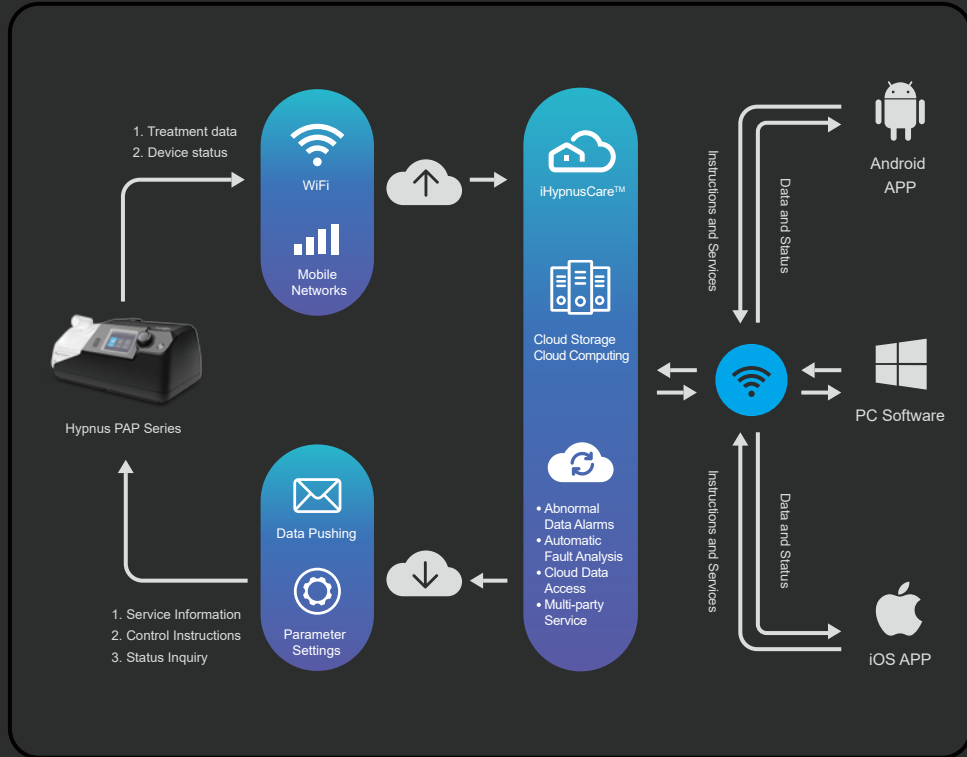 1. Treatment data
2. Device status
WiFi
Mobile
Networks
Hypnus PAP Series
Data Pushing
Parameter
Settings
1. Service Information
2. Control Instructions
3. Status Inquiry
iHypnusCare™
Cloud Storage
Cloud Computing
• Abnormal
Data Alarms
• Automatic
Fault Analysis
• Cloud Data
Access
• Multi-party
Service
Instructions and Services
Data and Status
Instructions and Services
Data and Status
Android
APP
PC Software
iOS APP